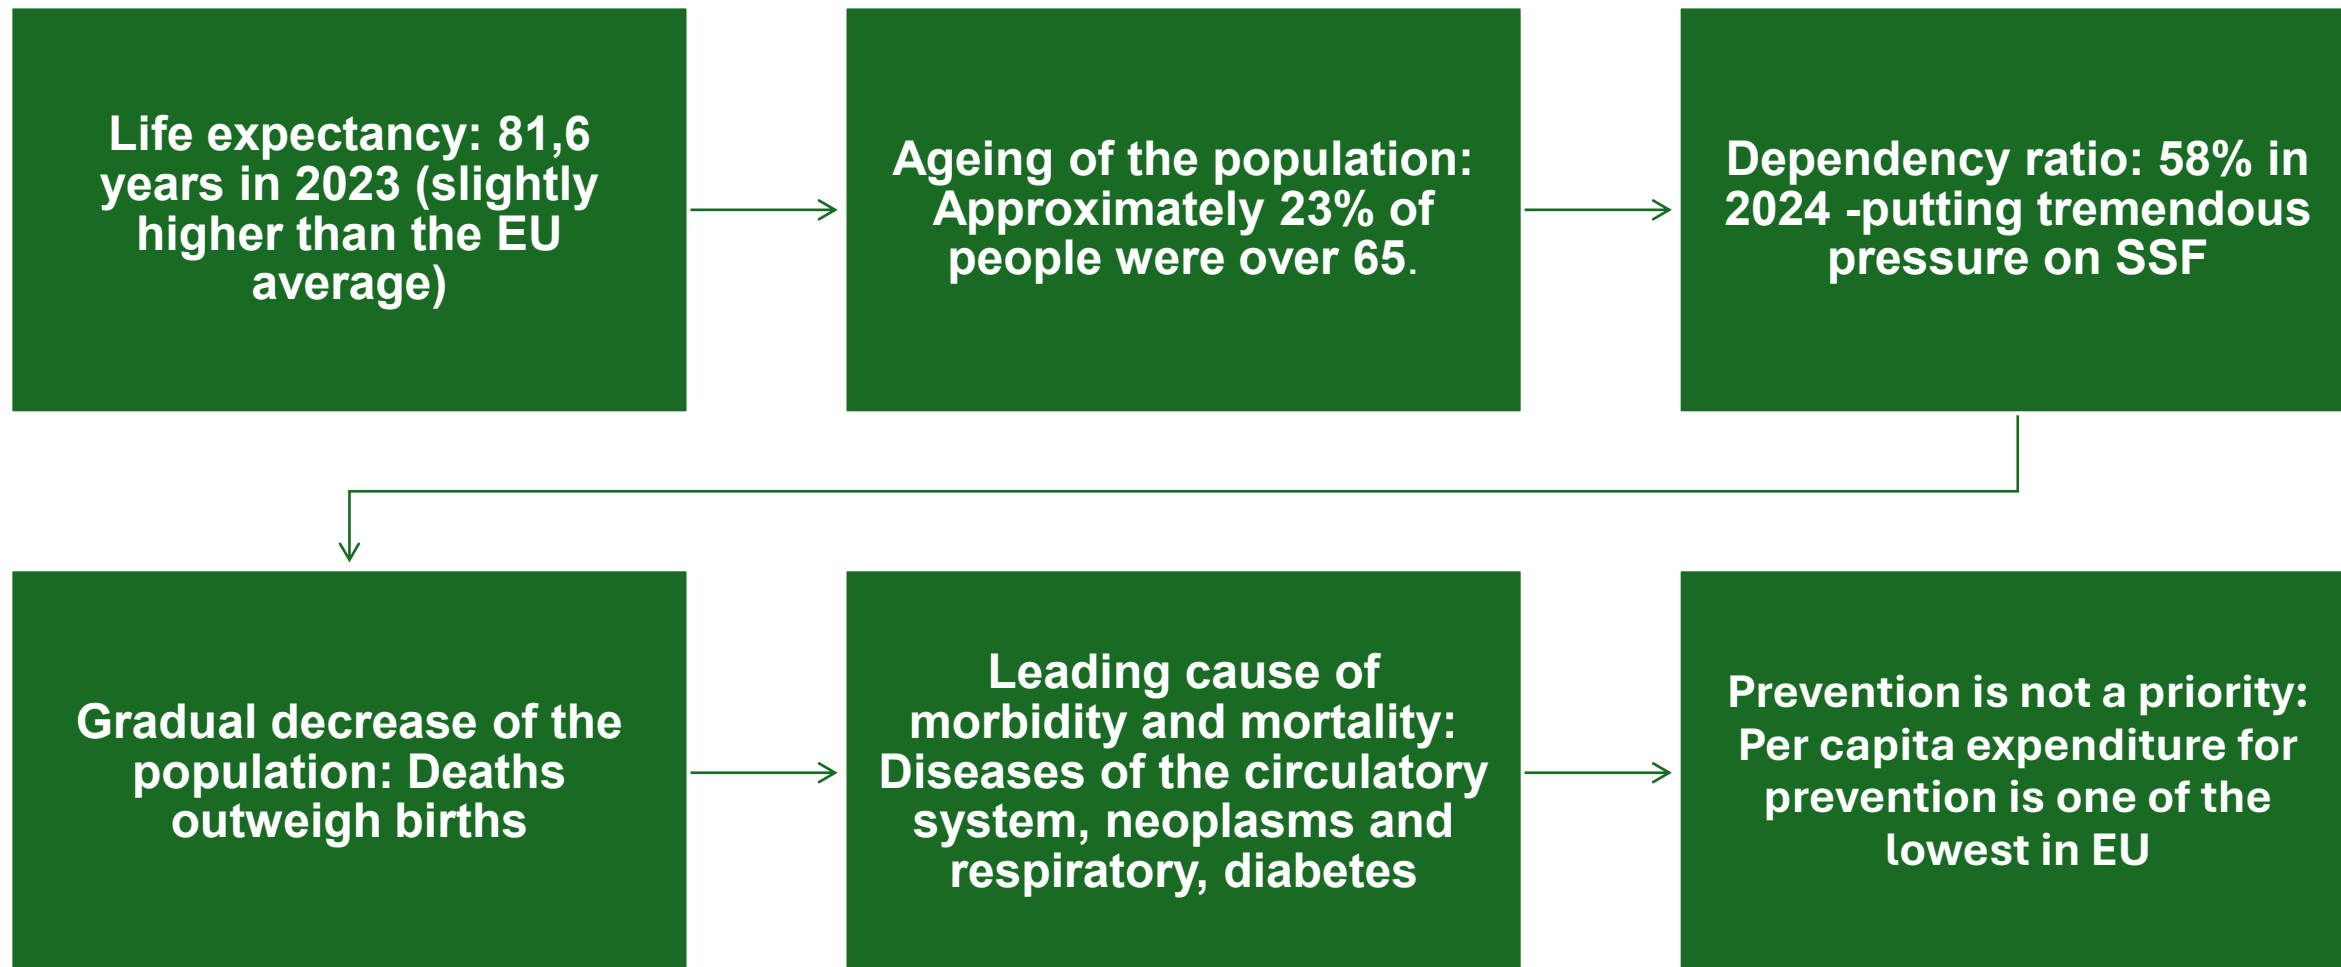 Life expectancy: 81,6
years in 2023 (slightly
higher than the EU
average)
Ageing of the population:
Approximately 23% of
people were over 65.
Dependency ratio: 58% in
2024 -putting tremendous
pressure on SSF
Gradual decrease of the
population: Deaths
outweigh births
Leading cause of
morbidity and mortality:
Diseases of the circulatory
system, neoplasms and
respiratory, diabetes
Prevention is not a priority:
Per capita expenditure for
prevention is one of the
lowest in EU